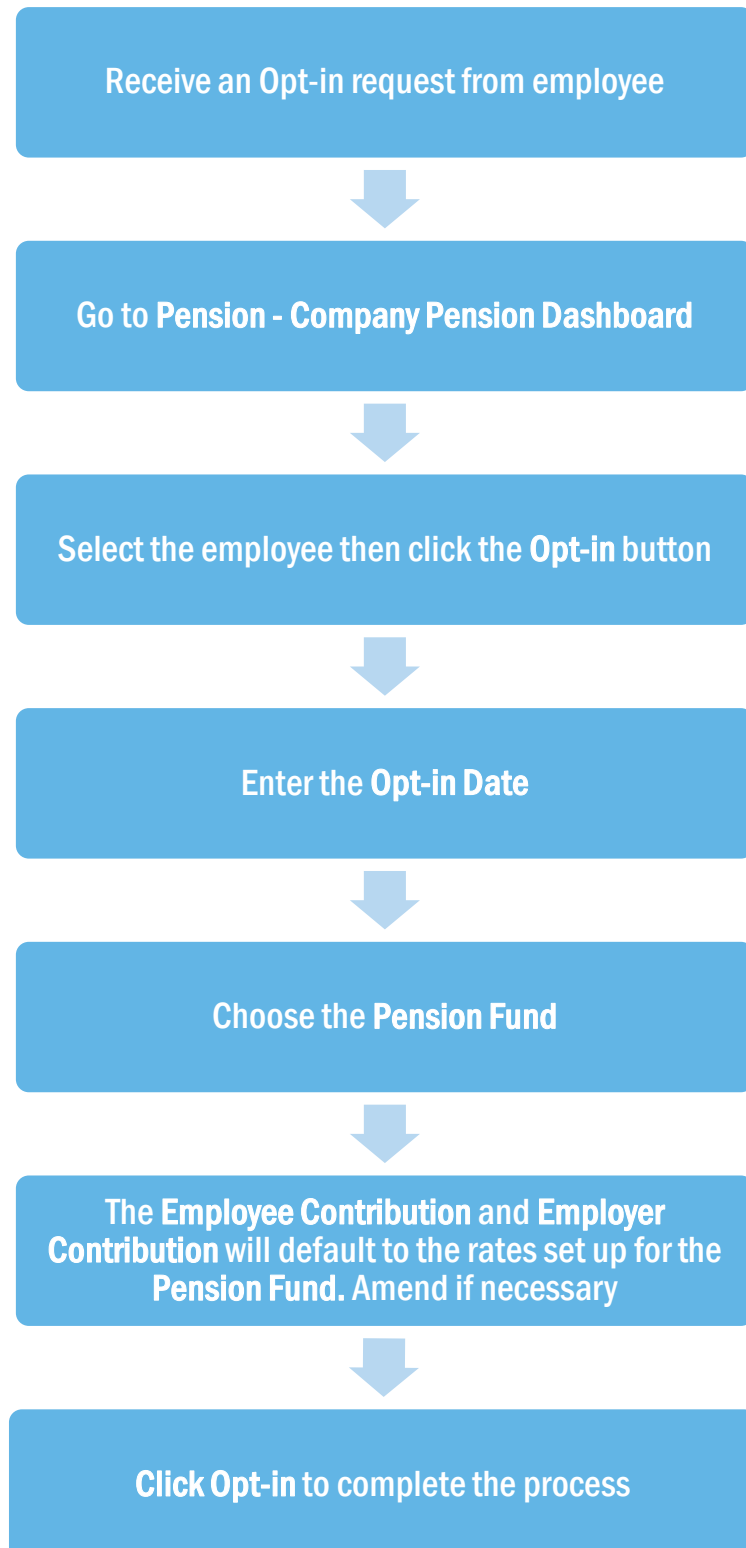 Receive an Opt-in request from employee
Go to Pension - Company Pension Dashboard
Select the employee then click the Opt-in button
Enter the Opt-in Date
Choose the Pension Fund
The Employee Contribution and Employer
Contribution will default to the rates set up for the
Pension Fund. Amend if necessary
Click Opt-in to complete the process